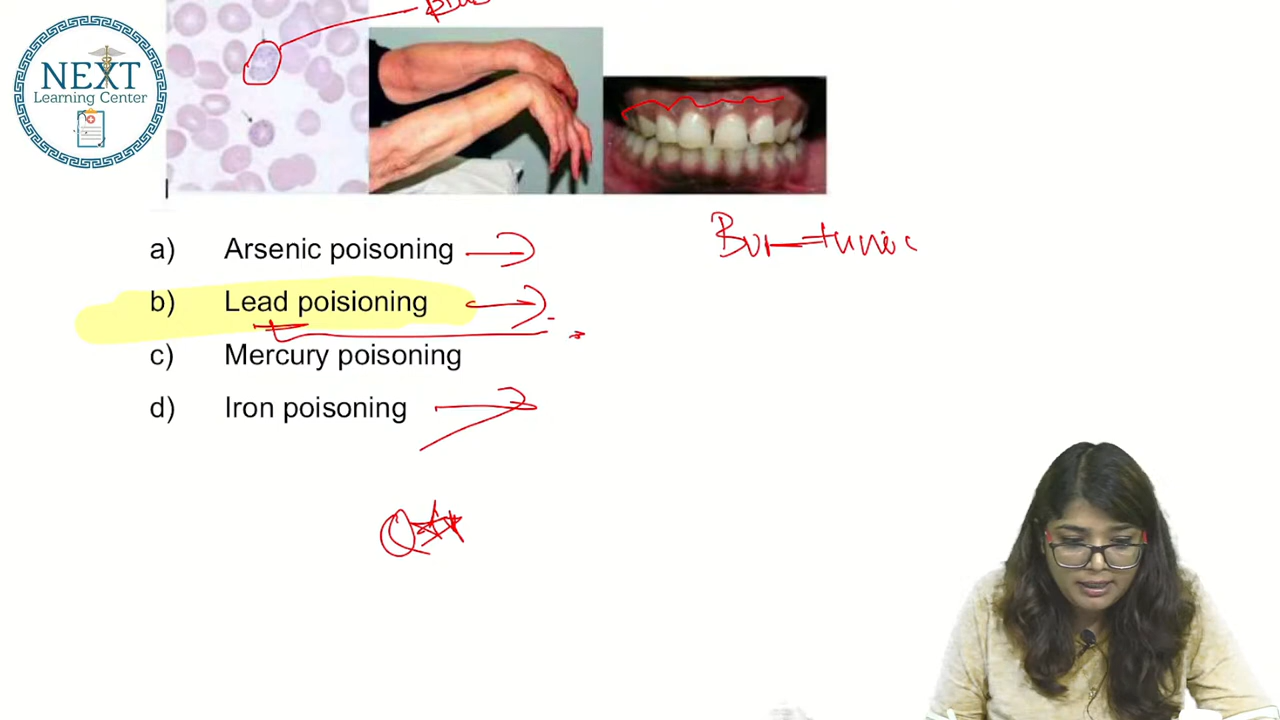 NEXT
Learning Center
a) Arsenic poisoning
b) Lead poisioning
c) Mercury poisoning
d) Iron poisoning